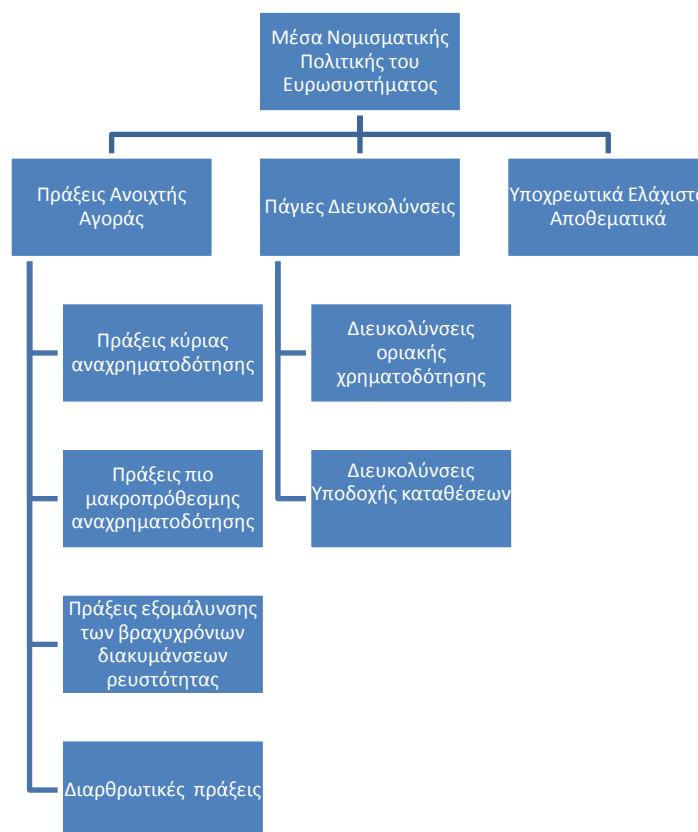 Μέσα Νομισματικής
Πολιτικής του
Ευρωσυστήματος
Πράξεις Ανοιχτής
Αγοράς
Πάγιες Διευκολύνσεις
Υποχρεωτικά Ελάχιστα
Αποθεματικά
Πράξεις κύριας
αναχρηματοδότησης
Διευκολύνσεις
οριακής
χρηματοδότησης
Πράξεις πιο
μακροπρόθεσμης
αναχρηματοδότησης
Διευκολύνσεις
Υποδοχής καταθέσεων
Πράξεις εξομάλυνσης
των βραχυχρόνιων
διακυμάνσεων
ρευστότητας
Διαρθρωτικές πράξεις